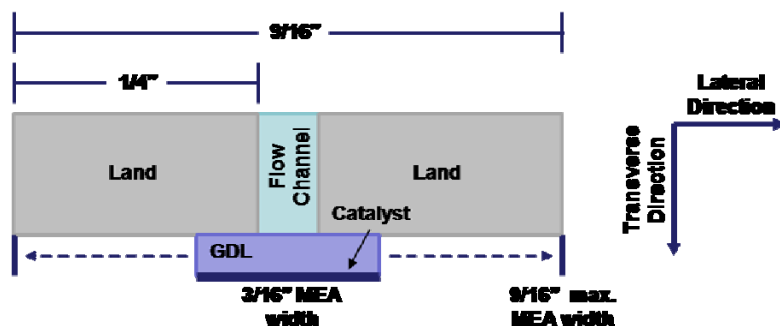 9/16”
1/4”
Lateral
Direction
Land
Flow
Channel
Land
Transverse
Direction
Catalyst
GDL
3/16” MEA
width
9/16” max.
MEA width